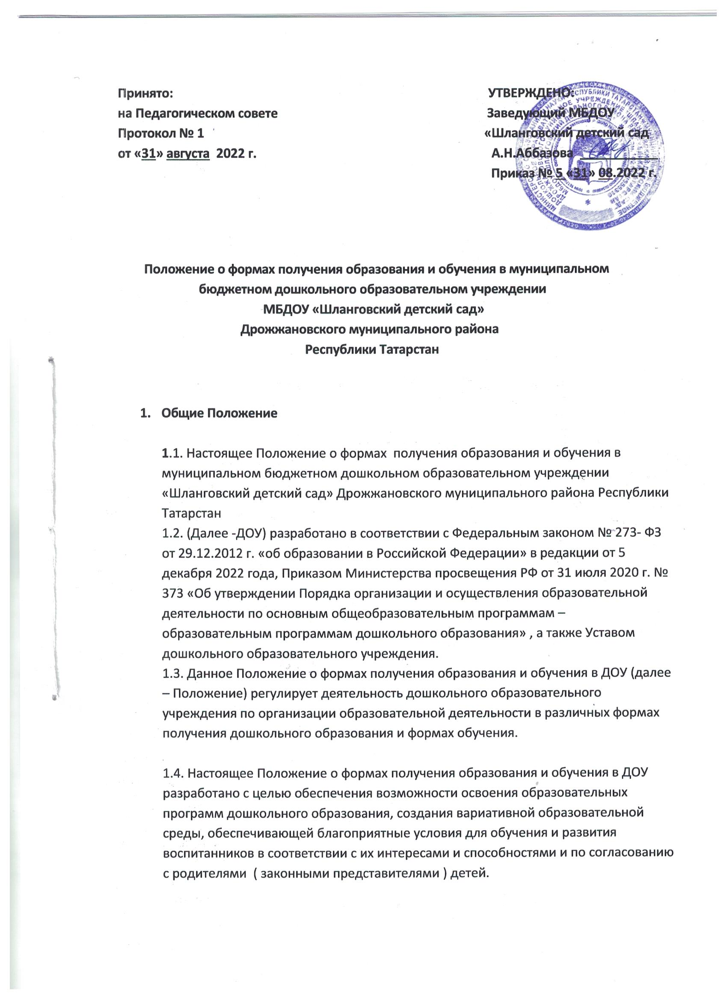 Принято:
на Педагогическом совете
Протокол № 1
от «31» августа 2022 г.
УТВЕРЖДЕНО:
Заведующий МБДОУ
«Шланговский детский сад
А.Н.Аббазова
Приказ № 5 «31» 08.2022 г.
Положение о формах получения образования и обучения в муниципальном
бюджетном дошкольного образовательном учреждении
МБДОУ «Шланговский детский сад»
Дрожжановского муниципального района
Республики Татарстан
1. Общие Положение
1.1. Настоящее Положение о формах получения образования и обучения в
муниципальном бюджетном дошкольном образовательном учреждении
«Шланговский детский сад» Дрожжановского муниципального района Республики
Татарстан
1.2. (Далее -ДОУ) разработано в соответствии с Федеральным законом № 273- ФЗ
от 29.12.2012 г. «об образовании в Российской Федерации» в редакции от 5
декабря 2022 года, Приказом Министерства просвещения РФ от 31 июля 2020 г. №
373 «Об утверждении Порядка организации и осуществления образовательной
деятельности по основным общеобразовательным программам –
образовательным программам дошкольного образования» , а также Уставом
дошкольного образовательного учреждения.
1.3. Данное Положение о формах получения образования и обучения в ДОУ (далее
– Положение) регулирует деятельность дошкольного образовательного
учреждения по организации образовательной деятельности в различных формах
получения дошкольного образования и формах обучения.
1.4. Настоящее Положение о формах получения образования и обучения в ДОУ
разработано с целью обеспечения возможности освоения образовательных
программ дошкольного образования, создания вариативной образовательной
среды, обеспечивающей благоприятные условия для обучения и развития
воспитанников в соответствии с их интересами и способностями и по согласованию
с родителями ( законными представителями ) детей.